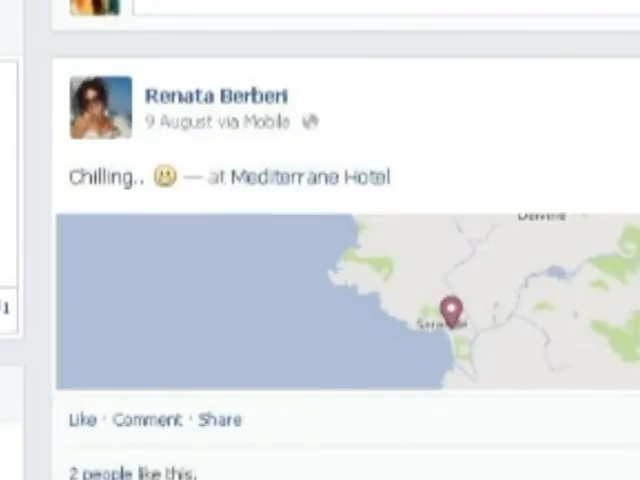 Renata Berberi
9 August via Mobile
Chilling.. — at Mediterrane Hotel
Like · Comment · Share
2 people like this.